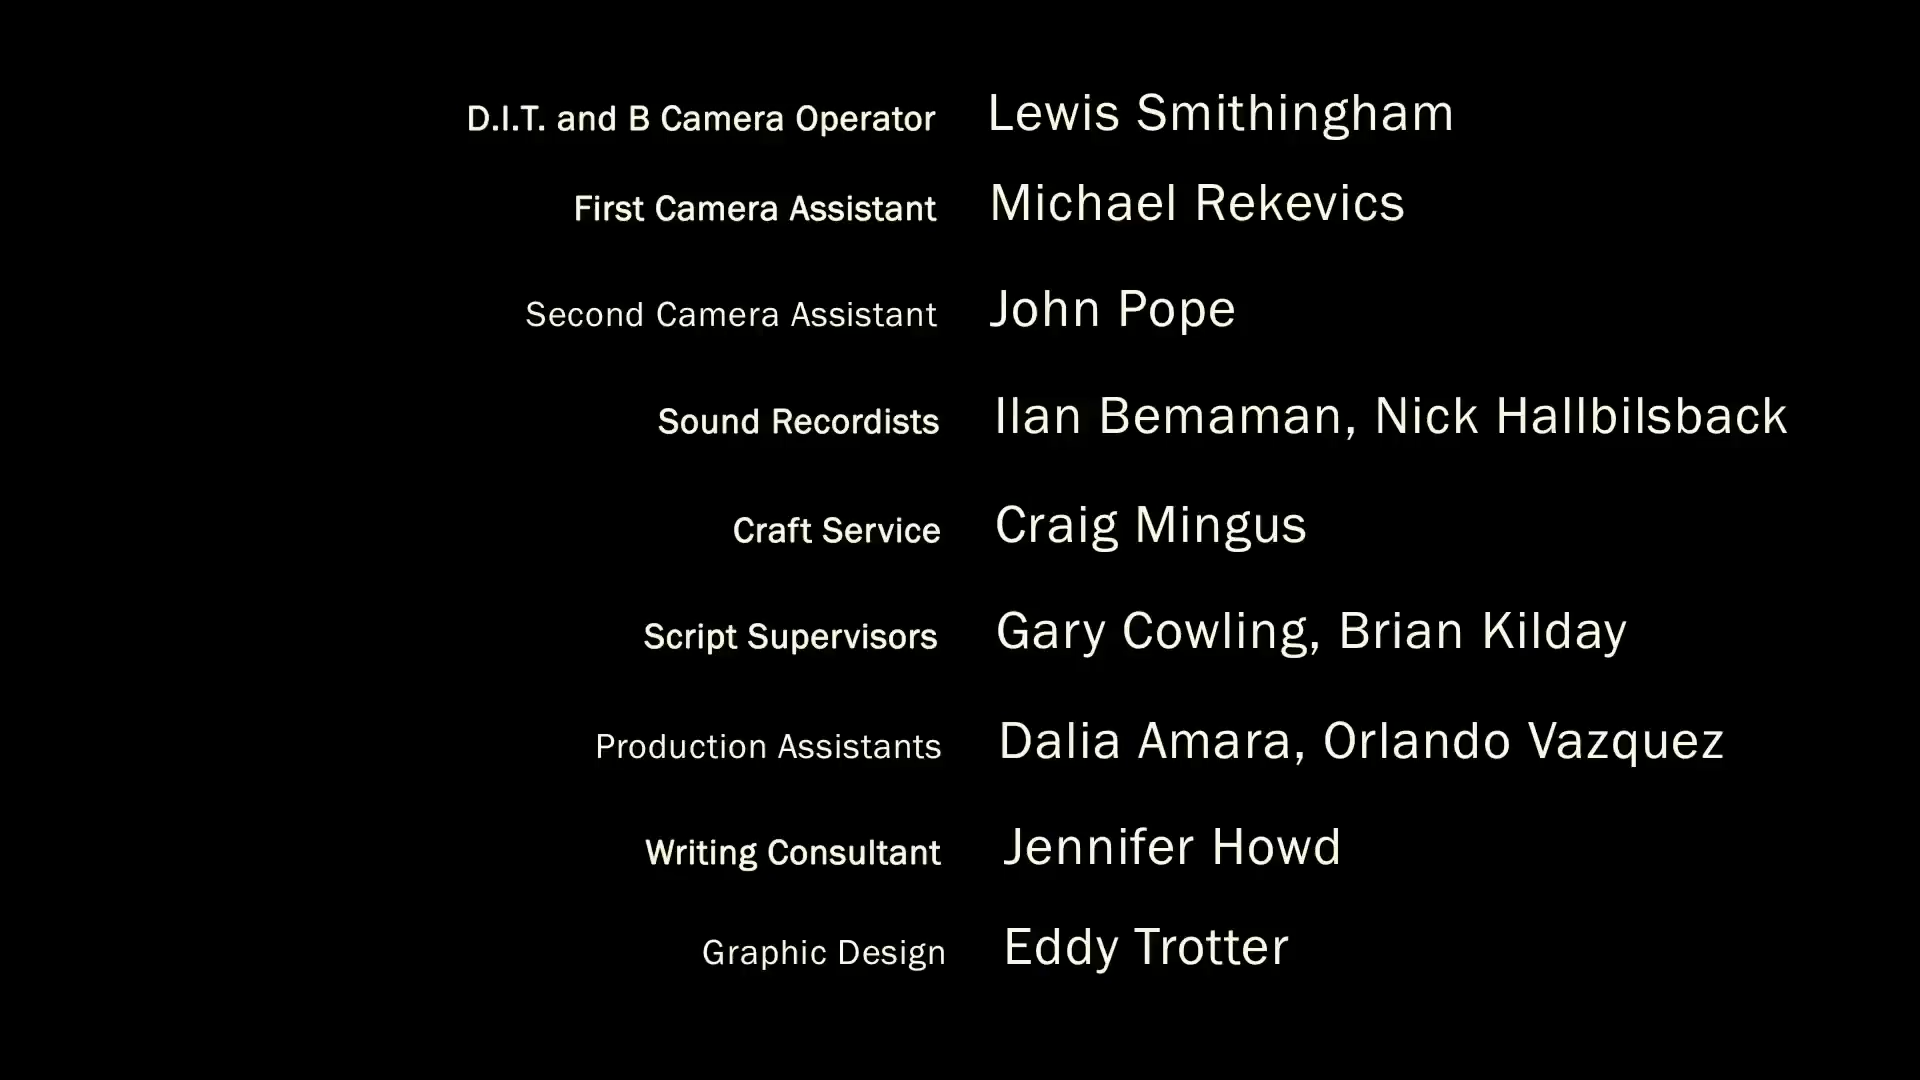 D.I.T. and B Camera Operator Lewis Smithingham
First Camera Assistant Michael Rekevics
Second Camera Assistant John Pope
Sound Recordists Ilan Bemaman, Nick Hallbilsback
Craft Service Craig Mingus
Script Supervisors Gary Cowling, Brian Kilday
Production Assistants Dalia Amara, Orlando Vazquez
Writing Consultant Jennifer Howd
Graphic Design Eddy Trotter